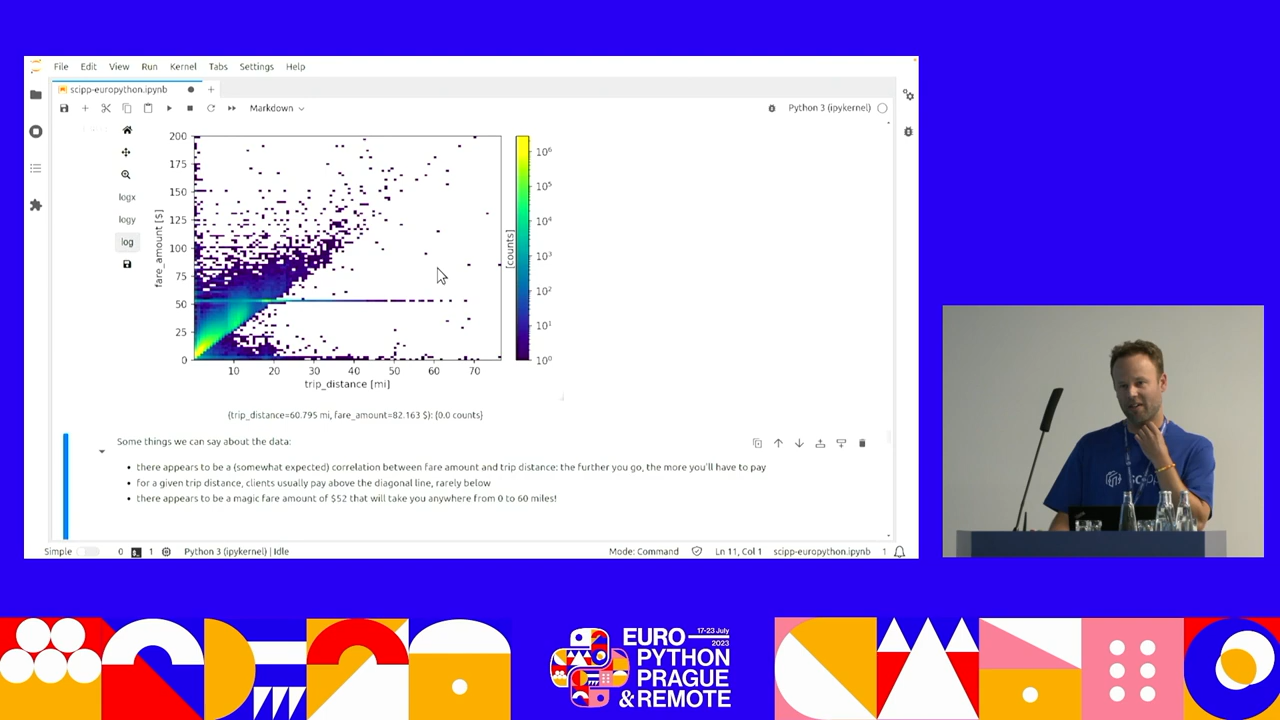 File Edit View Run Kernel Tabs Settings Help
scipp-europython.ipynb
Markdown
Python 3 (ipykernel)
logx
logy
log
200
175
150
125
100
75
50
25
0
fare_amount [$]
10 20 30 40 50 60 70
trip_distance [mi]
10⁶
10⁵
10⁴
10³
10²
10¹
10⁰
[counts]
(trip_distance=60.795 mi, fare_amount=82.163 $): {0.0 counts}
Some things we can say about the data:
• there appears to be a (somewhat expected) correlation between fare amount and trip distance: the further you go, the more you'll have to pay
• for a given trip distance, clients usually pay above the diagonal line, rarely below
• there appears to be a magic fare amount of $52 that will take you anywhere from 0 to 60 miles!
Simple 0 1 Python 3 (ipykernel) | Idle Mode: Command Ln 11, Col 1 scipp-europython.ipynb 1
17-23 July
2023
EURO
PYTHON
PRAGUE
& REMOTE